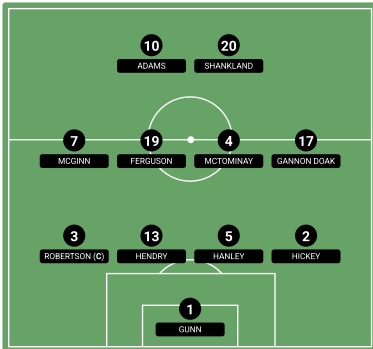 10 20
ADAMS SHANKLAND
7 19 4 17
MCGINN FERGUSON MCTOMINAY GANNON DOAK
3 13 5 2
ROBERTSON (C) HENDRY HANLEY HICKEY
1
GUNN